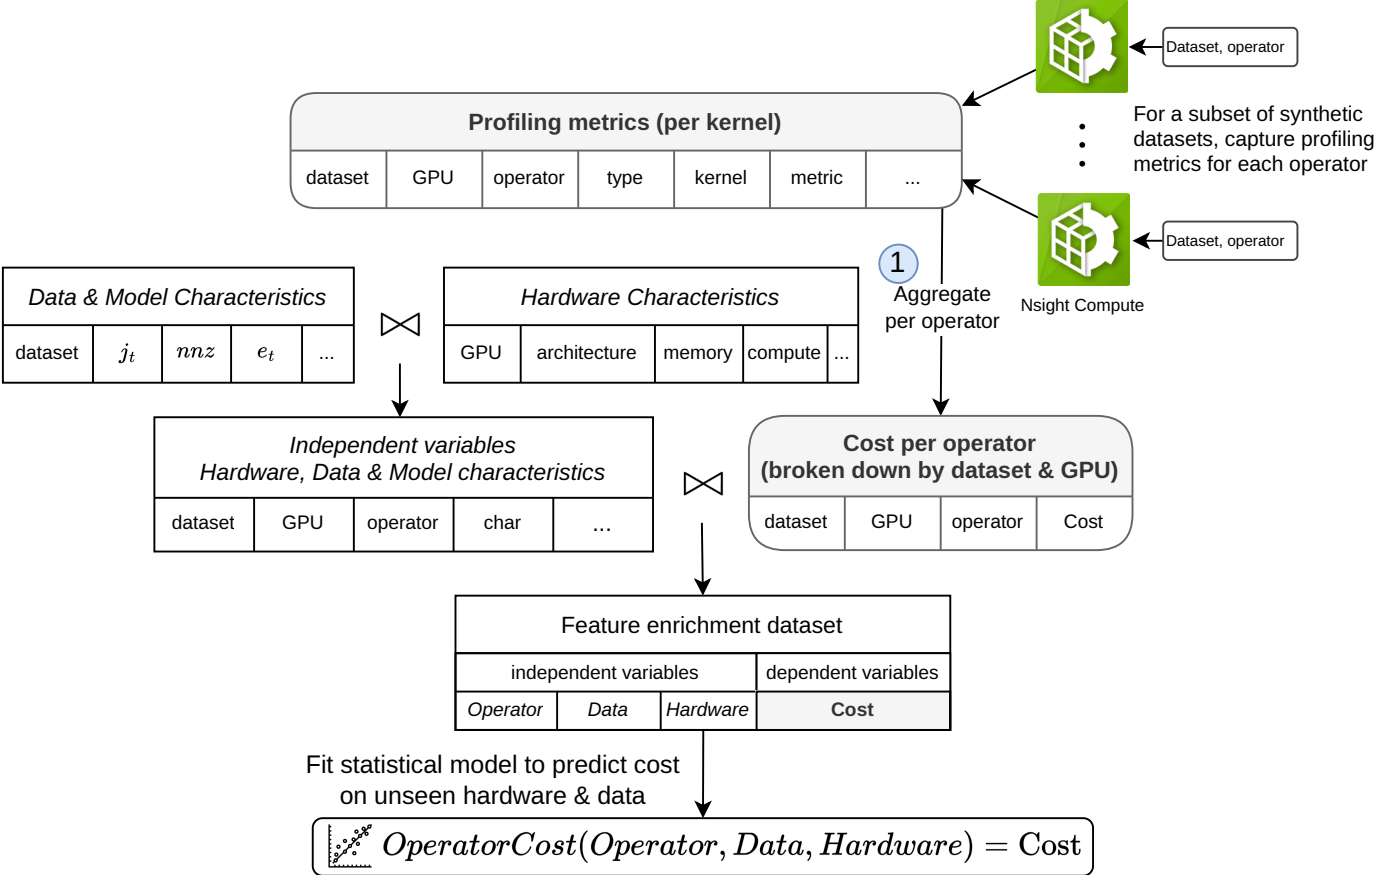 Dataset, operator
For a subset of synthetic
datasets, capture profiling
metrics for each operator
Dataset, operator
Nsight Compute
Profiling metrics (per kernel)
dataset GPU operator type kernel metric ...
1
Aggregate
per operator
Data & Model Characteristics
dataset j_t nnz e_t ...
⋈
Hardware Characteristics
GPU architecture memory compute ...
Independent variables
Hardware, Data & Model characteristics
dataset GPU operator char ...
⋈
Cost per operator
(broken down by dataset & GPU)
dataset GPU operator Cost
Feature enrichment dataset
independent variables dependent variables
Operator Data Hardware Cost
Fit statistical model to predict cost
on unseen hardware & data
OperatorCost(Operator, Data, Hardware) = Cost